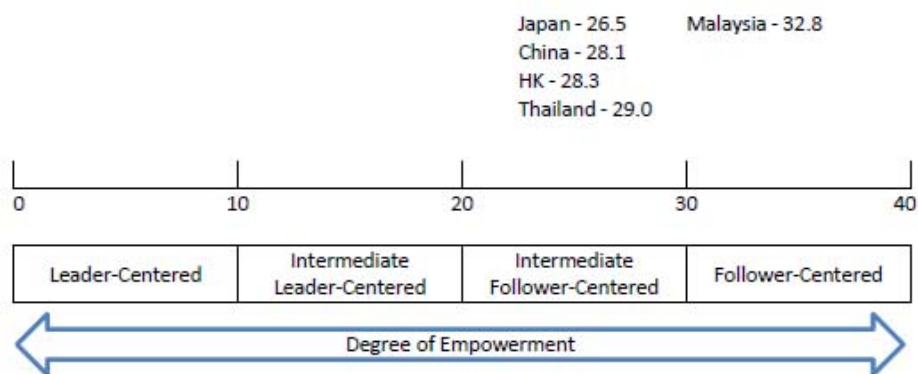 Japan - 26.5 Malaysia - 32.8
China - 28.1
HK - 28.3
Thailand - 29.0
0 10 20 30 40
Leader-Centered
Intermediate
Leader-Centered
Intermediate
Follower-Centered
Follower-Centered
Degree of Empowerment